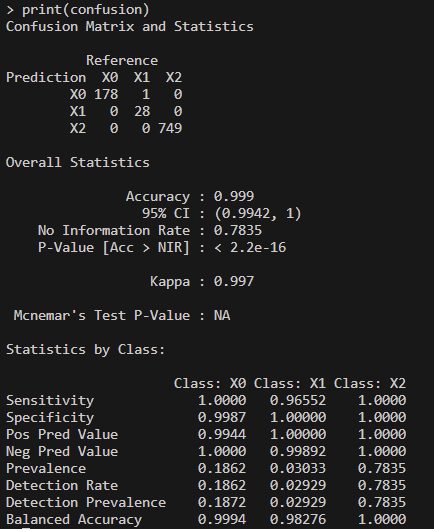 > print(confusion)
Confusion Matrix and Statistics
Reference
Prediction X0 X1 X2
X0 178 1 0
X1 0 28 0
X2 0 0 749
Overall Statistics
Accuracy : 0.999
95% CI : (0.9942, 1)
No Information Rate : 0.7835
P-Value [Acc > NIR] : < 2.2e-16
Kappa : 0.997
Mcnemar's Test P-Value : NA
Statistics by Class:
Class: X0 Class: X1 Class: X2
Sensitivity 1.0000 0.96552 1.0000
Specificity 0.9987 1.00000 1.0000
Pos Pred Value 0.9944 1.00000 1.0000
Neg Pred Value 1.0000 0.99892 1.0000
Prevalence 0.1862 0.03033 0.7835
Detection Rate 0.1862 0.02929 0.7835
Detection Prevalence 0.1872 0.02929 0.7835
Balanced Accuracy 0.9994 0.98276 1.0000